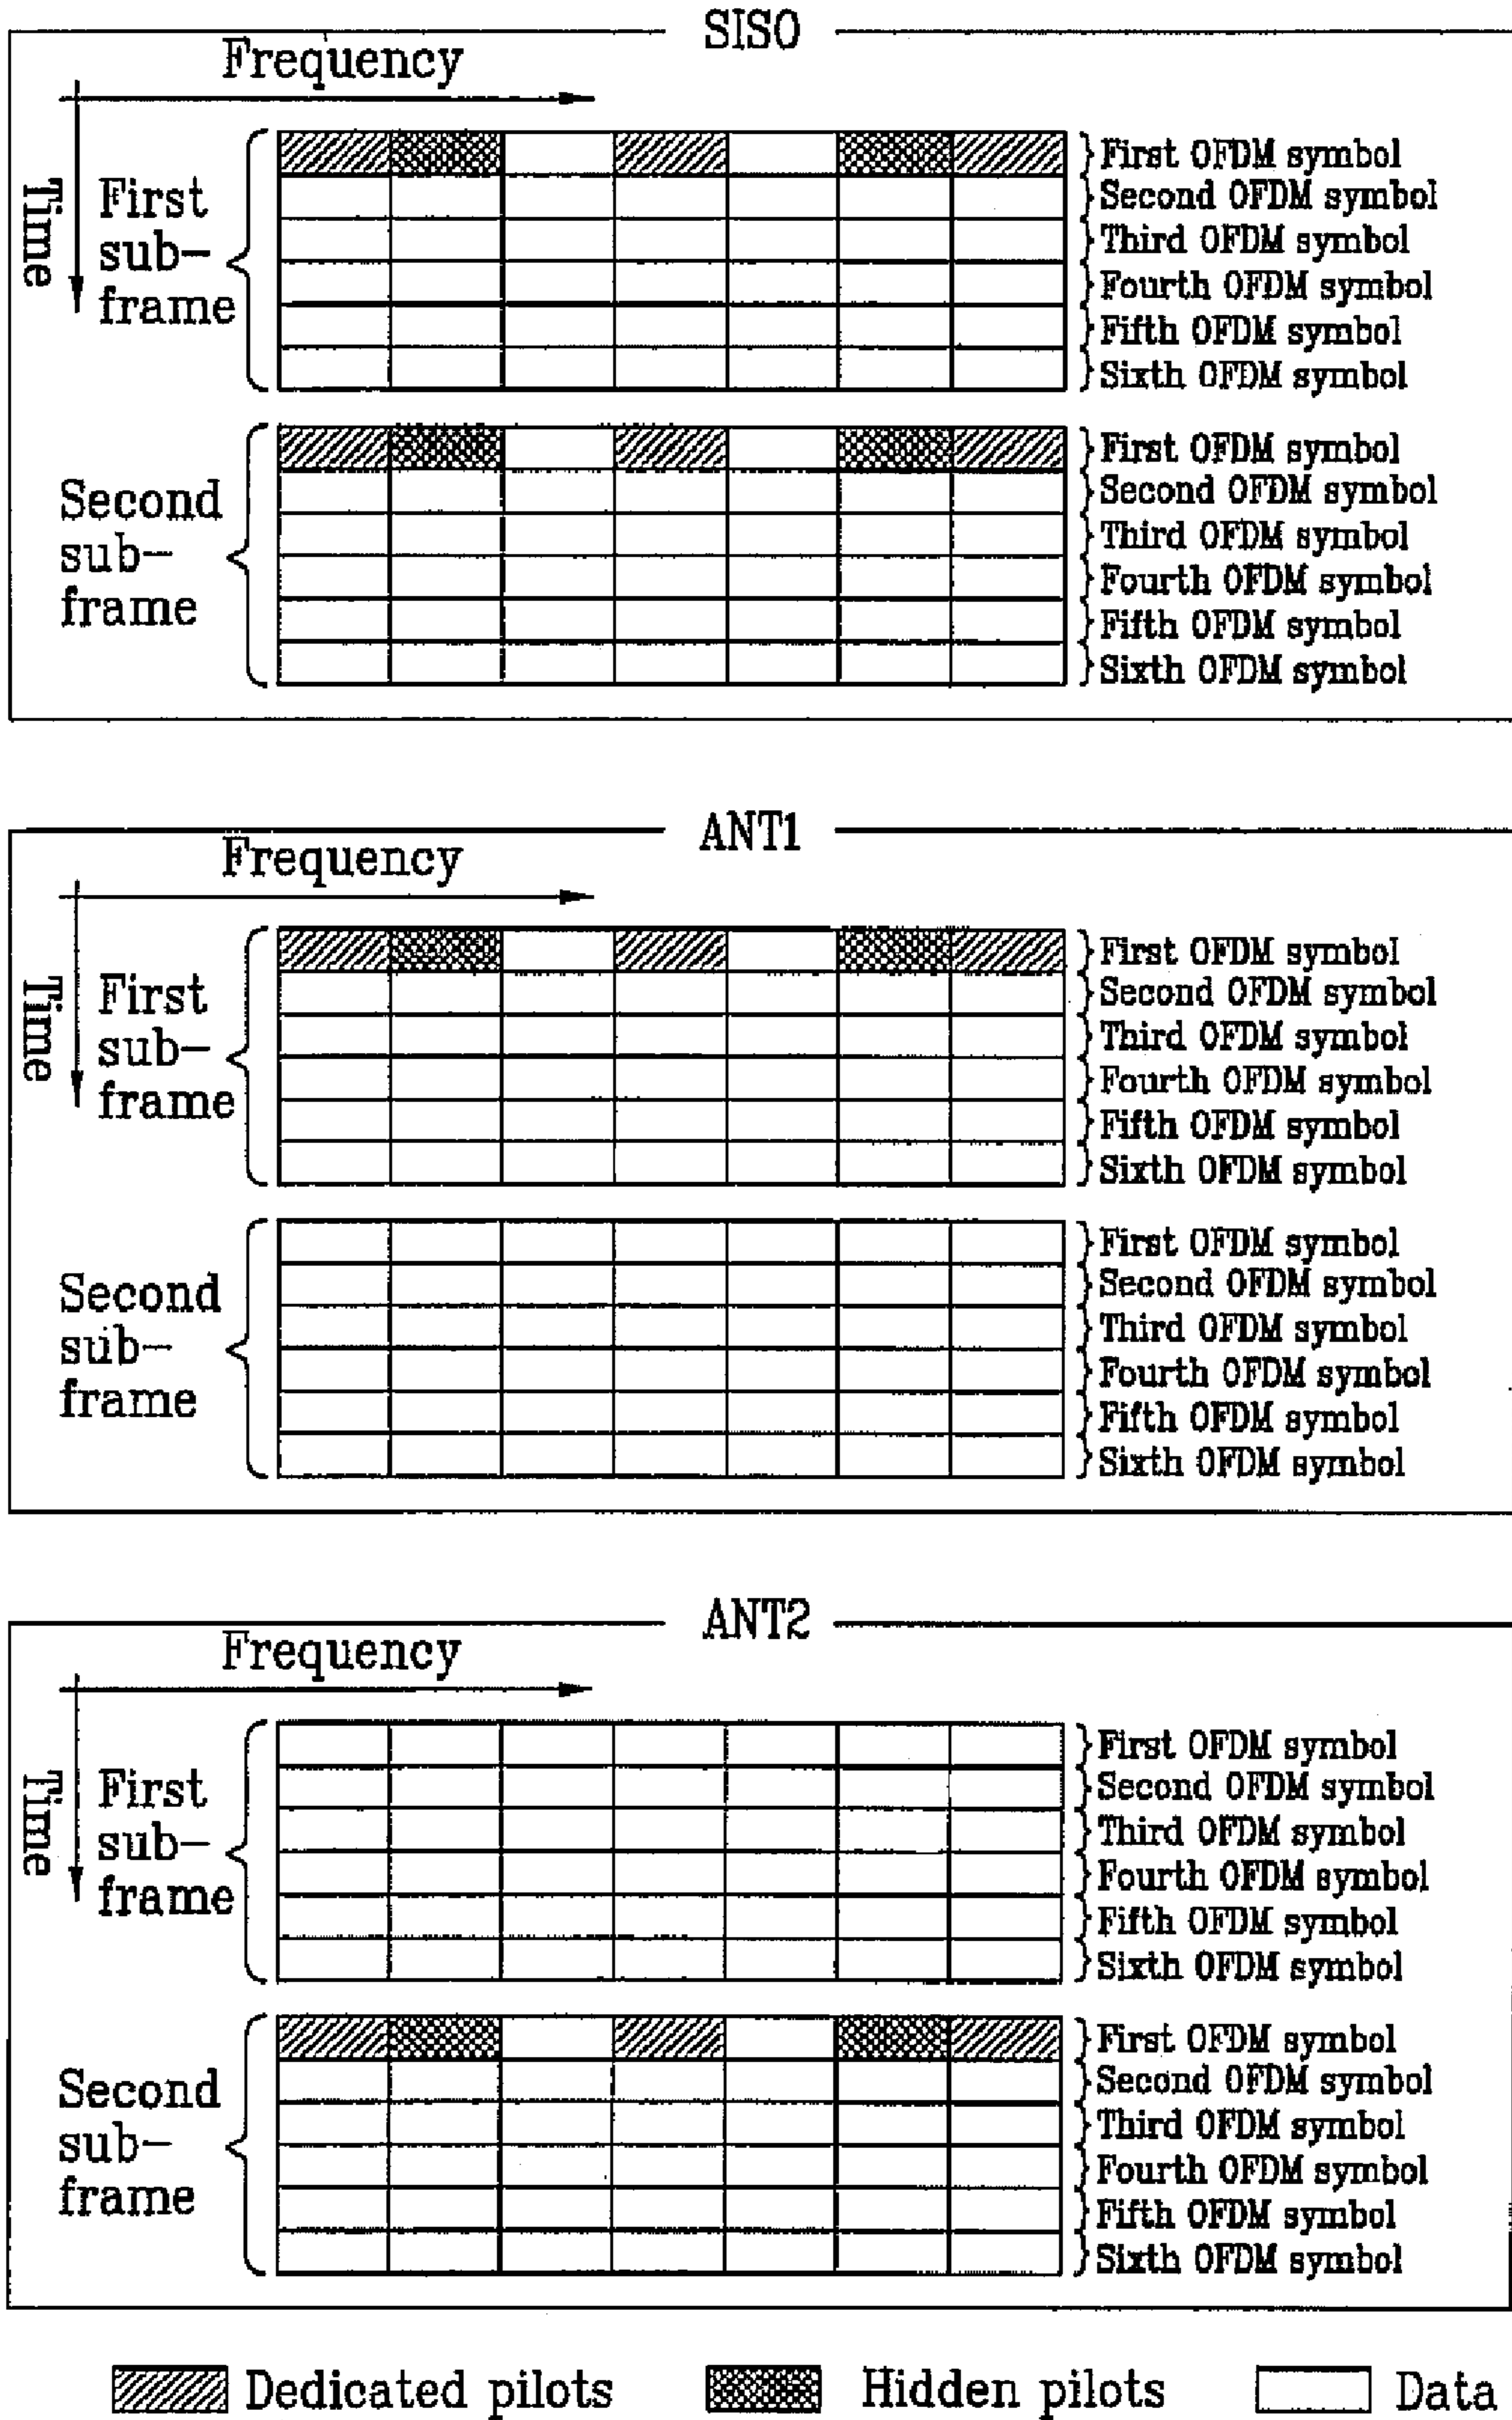 SISO
Frequency
Time
First
sub-
frame
First OFDM symbol
Second OFDM symbol
Third OFDM symbol
Fourth OFDM symbol
Fifth OFDM symbol
Sixth OFDM symbol
Second
sub-
frame
First OFDM symbol
Second OFDM symbol
Third OFDM symbol
Fourth OFDM symbol
Fifth OFDM symbol
Sixth OFDM symbol
ANT1
Frequency
Time
First
sub-
frame
First OFDM symbol
Second OFDM symbol
Third OFDM symbol
Fourth OFDM symbol
Fifth OFDM symbol
Sixth OFDM symbol
Second
sub-
frame
First OFDM symbol
Second OFDM symbol
Third OFDM symbol
Fourth OFDM symbol
Fifth OFDM symbol
Sixth OFDM symbol
ANT2
Frequency
Time
First
sub-
frame
First OFDM symbol
Second OFDM symbol
Third OFDM symbol
Fourth OFDM symbol
Fifth OFDM symbol
Sixth OFDM symbol
Second
sub-
frame
First OFDM symbol
Second OFDM symbol
Third OFDM symbol
Fourth OFDM symbol
Fifth OFDM symbol
Sixth OFDM symbol
Dedicated pilots
Hidden pilots
Data